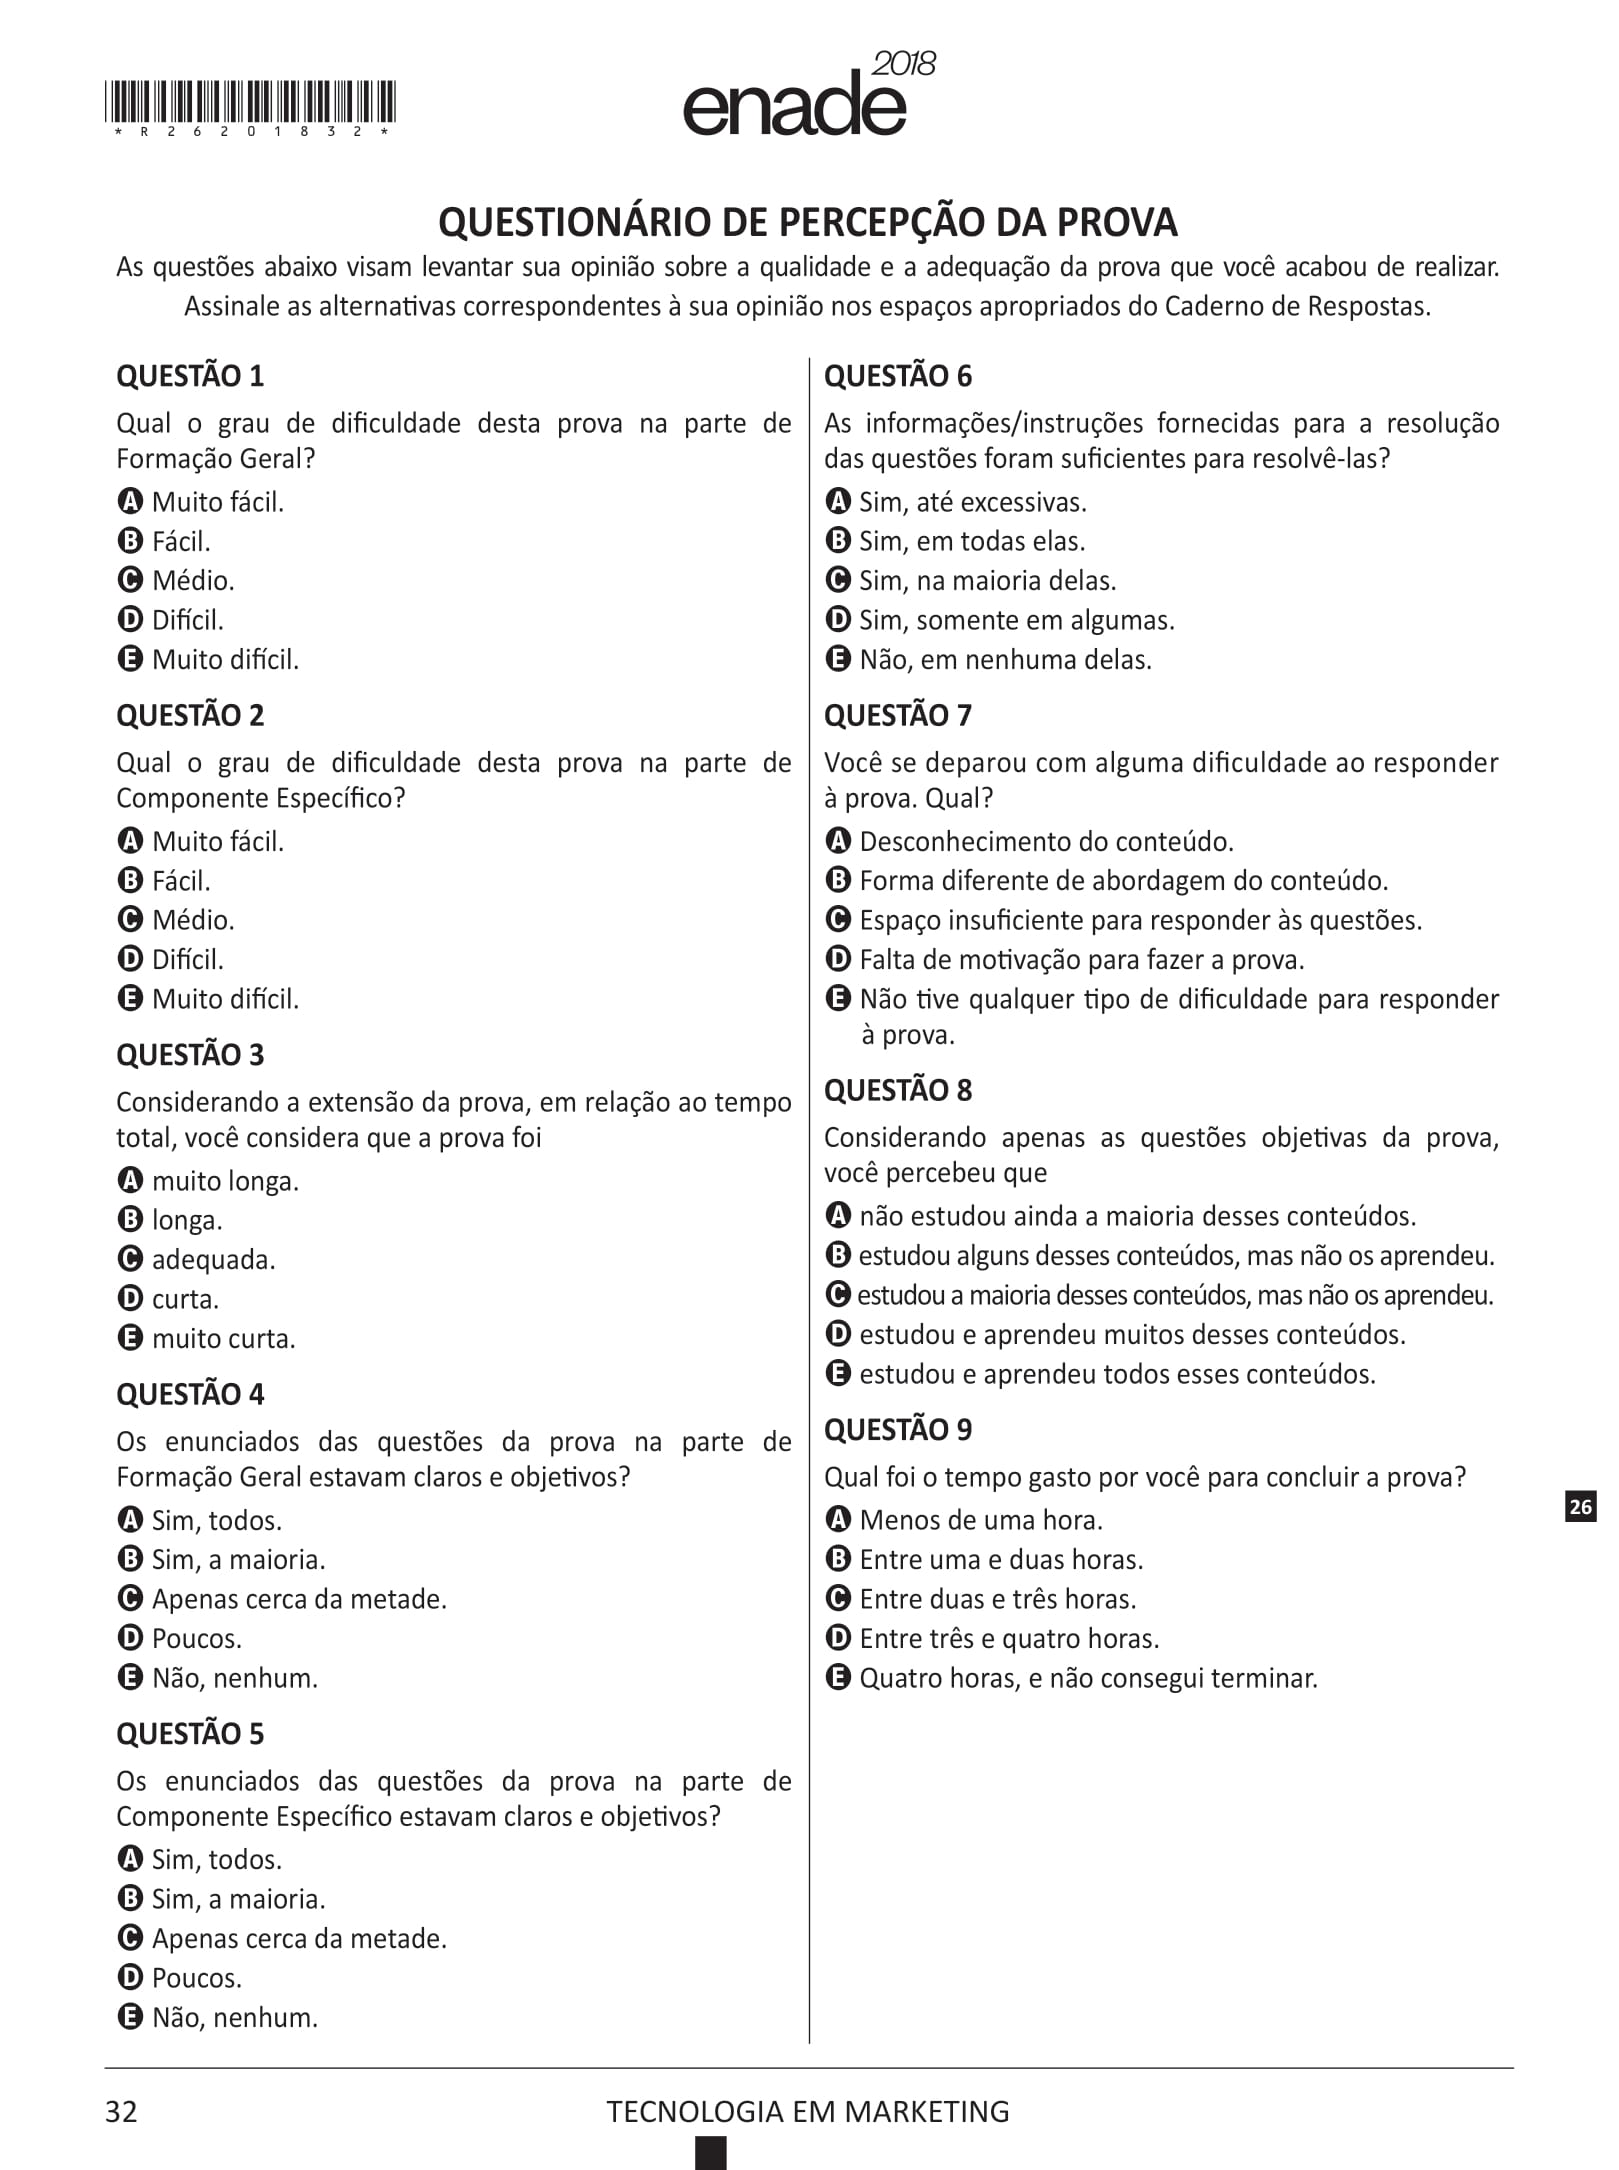 *R26201832*
enade 2018
QUESTIONÁRIO DE PERCEPÇÃO DA PROVA
As questões abaixo visam levantar sua opinião sobre a qualidade e a adequação da prova que você acabou de realizar.
Assinale as alternativas correspondentes à sua opinião nos espaços apropriados do Caderno de Respostas.
QUESTÃO 1
Qual o grau de dificuldade desta prova na parte de
Formação Geral?
A Muito fácil.
B Fácil.
C Médio.
D Difícil.
E Muito difícil.
QUESTÃO 2
Qual o grau de dificuldade desta prova na parte de
Componente Específico?
A Muito fácil.
B Fácil.
C Médio.
D Difícil.
E Muito difícil.
QUESTÃO 3
Considerando a extensão da prova, em relação ao tempo
total, você considera que a prova foi
A muito longa.
B longa.
C adequada.
D curta.
E muito curta.
QUESTÃO 4
Os enunciados das questões da prova na parte de
Formação Geral estavam claros e objetivos?
A Sim, todos.
B Sim, a maioria.
C Apenas cerca da metade.
D Poucos.
E Não, nenhum.
QUESTÃO 5
Os enunciados das questões da prova na parte de
Componente Específico estavam claros e objetivos?
A Sim, todos.
B Sim, a maioria.
C Apenas cerca da metade.
D Poucos.
E Não, nenhum.
QUESTÃO 6
As informações/instruções fornecidas para a resolução
das questões foram suficientes para resolvê-las?
A Sim, até excessivas.
B Sim, em todas elas.
C Sim, na maioria delas.
D Sim, somente em algumas.
E Não, em nenhuma delas.
QUESTÃO 7
Você se deparou com alguma dificuldade ao responder
à prova. Qual?
A Desconhecimento do conteúdo.
B Forma diferente de abordagem do conteúdo.
C Espaço insuficiente para responder às questões.
D Falta de motivação para fazer a prova.
E Não tive qualquer tipo de dificuldade para responder
à prova.
QUESTÃO 8
Considerando apenas as questões objetivas da prova,
você percebeu que
A não estudou ainda a maioria desses conteúdos.
B estudou alguns desses conteúdos, mas não os aprendeu.
C estudou a maioria desses conteúdos, mas não os aprendeu.
D estudou e aprendeu muitos desses conteúdos.
E estudou e aprendeu todos esses conteúdos.
QUESTÃO 9
Qual foi o tempo gasto por você para concluir a prova?
A Menos de uma hora.
B Entre uma e duas horas.
C Entre duas e três horas.
D Entre três e quatro horas.
E Quatro horas, e não consegui terminar.
26
32
TECNOLOGIA EM MARKETING